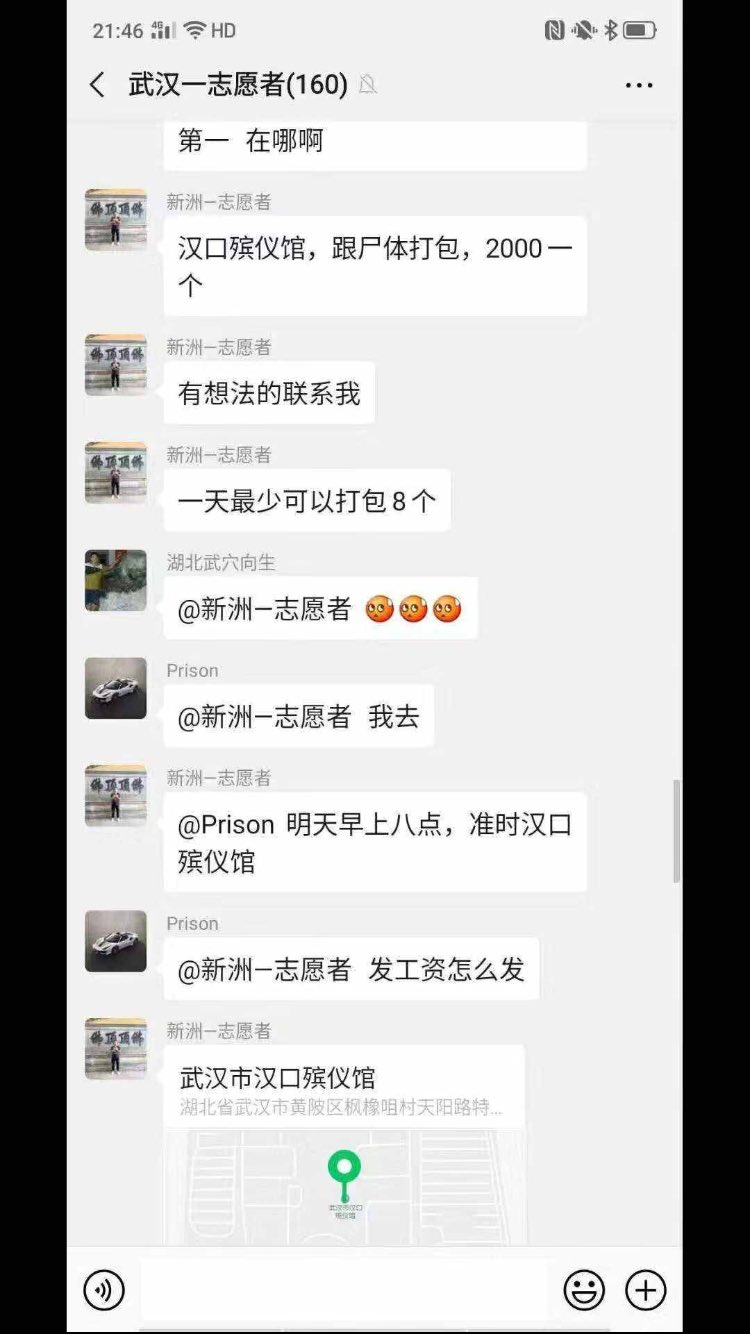 21:46 4G HD
武汉一志愿者(160)
第一 在哪啊
新洲—志愿者
汉口殡仪馆，跟尸体打包，2000一
个
新洲—志愿者
有想法的联系我
新洲—志愿者
一天最少可以打包8个
湖北武穴向生
@新洲—志愿者 🥺🥺🥺
Prison
@新洲—志愿者 我去
新洲—志愿者
@Prison 明天早上八点，准时汉口
殡仪馆
Prison
@新洲—志愿者 发工资怎么发
新洲—志愿者
武汉市汉口殡仪馆
湖北省武汉市黄陂区枫橡咀村天阳路特...
武汉市汉口
殡仪馆